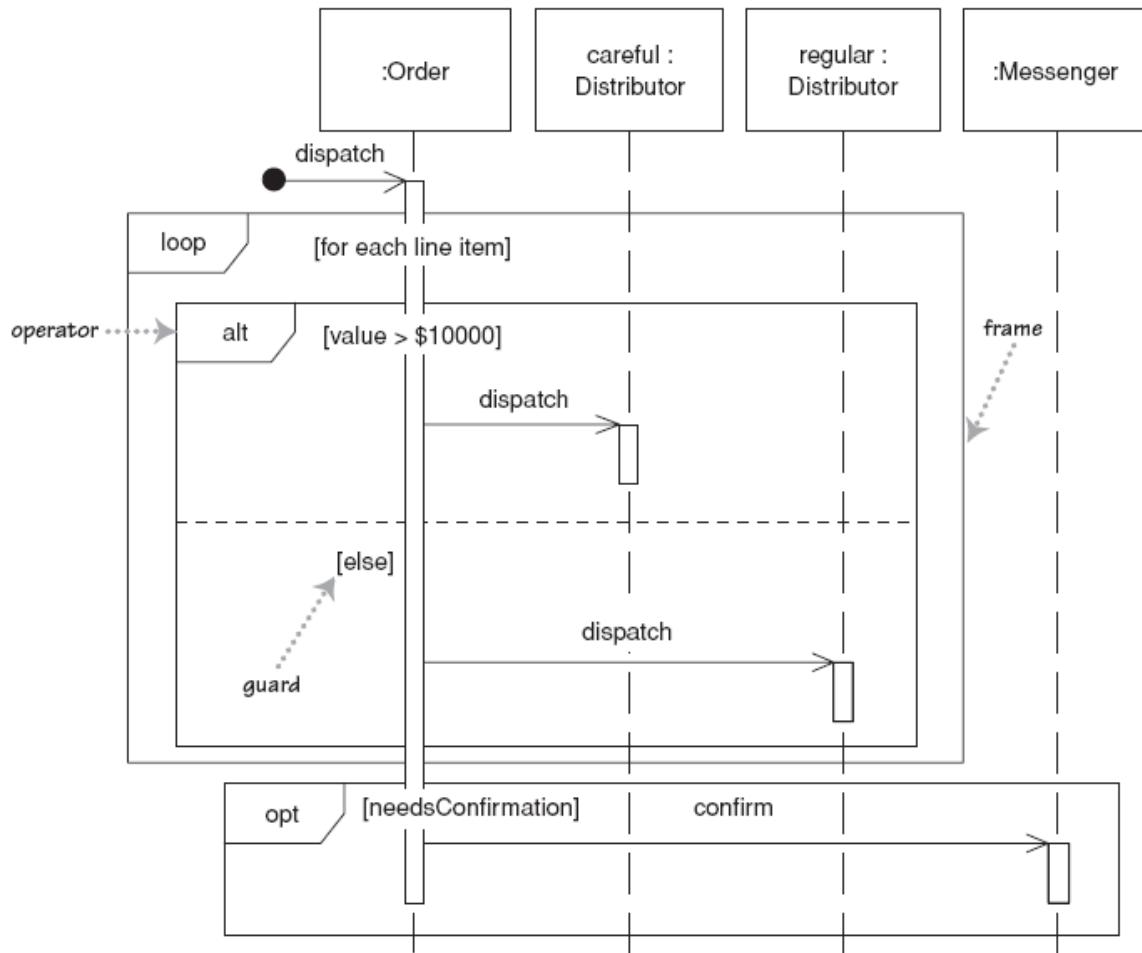 :Order
careful :
Distributor
regular :
Distributor
:Messenger
dispatch
loop
[for each line item]
operator
alt
[value > $10000]
frame
dispatch
[else]
dispatch
guard
opt
[needsConfirmation]
confirm